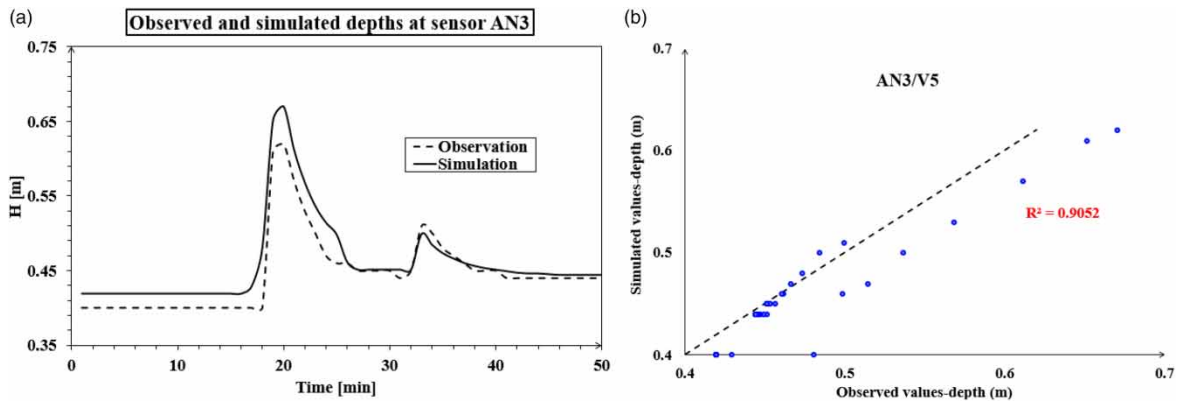 (a)
Observed and simulated depths at sensor AN3
0.75
0.65
0.55
0.45
0.35
H [m]
Observation
Simulation
0 10 20 30 40 50
Time [min]
(b)
0.7
0.6
0.5
0.4
Simulated values-depth (m)
AN3/V5
R² = 0.9052
0.4 0.5 0.6 0.7
Observed values-depth (m)